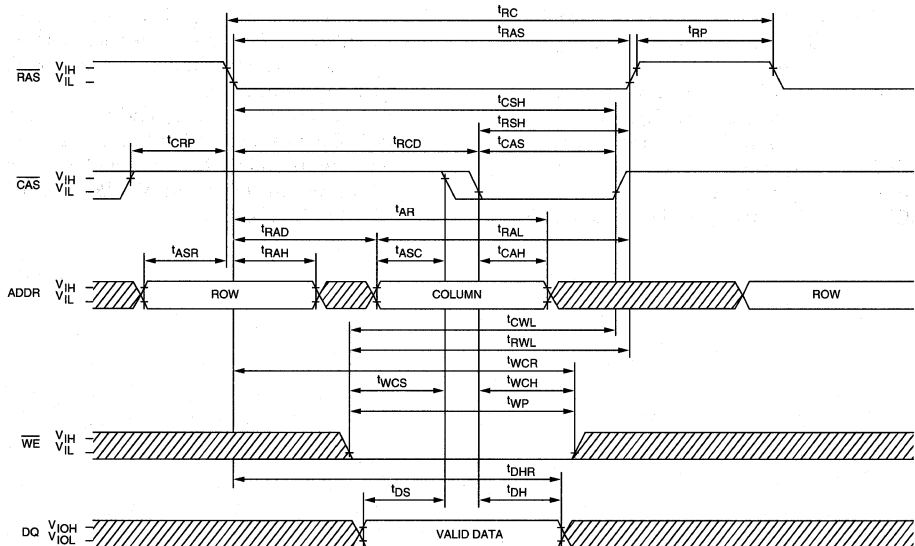 tRC
tRAS
tRP
RAS VIH
VIL
tCSH
tRSH
tCRP
tRCD
tCAS
CAS VIH
VIL
tAR
tRAD
tRAL
tASR
tRAH
tASC
tCAH
ADDR VIH
VIL
ROW
COLUMN
ROW
tCWL
tRWL
tWCR
tWCS
tWCH
tWP
WE VIH
VIL
tDHR
tDS
tDH
DQ VIOH
VIOL
VALID DATA